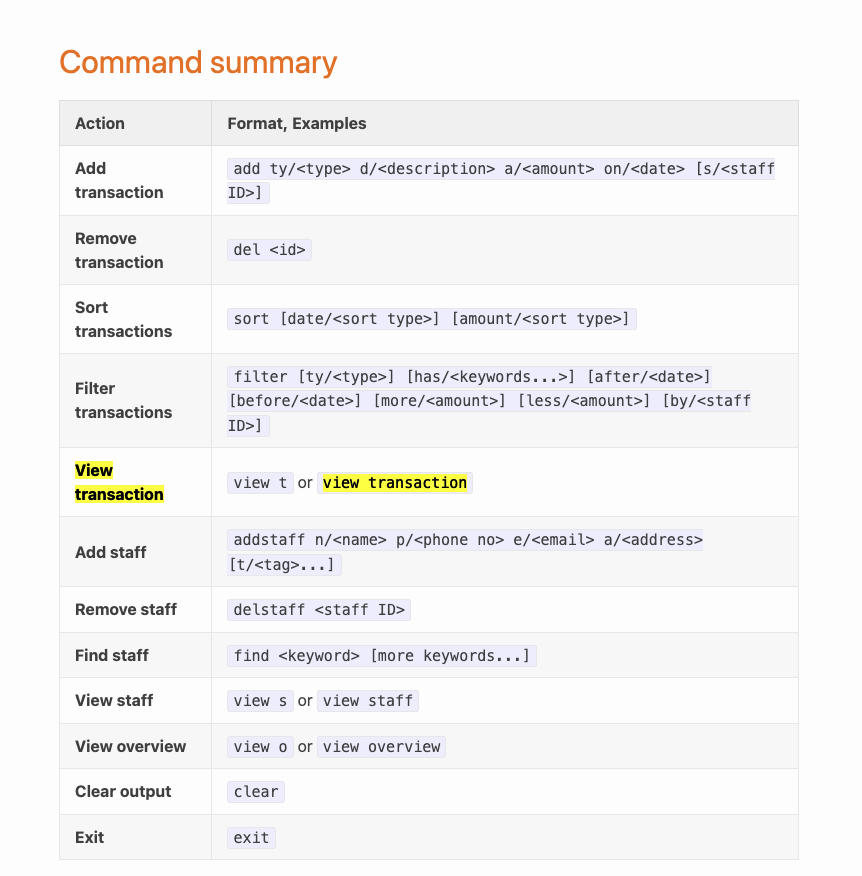 Command summary
Action
Format, Examples
Add
transaction
add ty/<type> d/<description> a/<amount> on/<date> [s/<staff
ID>]
Remove
transaction
del <id>
Sort
transactions
sort [date/<sort type>] [amount/<sort type>]
Filter
transactions
filter [ty/<type>] [has/<keywords...>] [after/<date>]
[before/<date>] [more/<amount>] [less/<amount>] [by/<staff
ID>]
View
transaction
view t or view transaction
Add staff
addstaff n/<name> p/<phone no> e/<email> a/<address>
[t/<tag>...]
Remove staff
delstaff <staff ID>
Find staff
find <keyword> [more keywords...]
View staff
view s or view staff
View overview
view o or view overview
Clear output
clear
Exit
exit